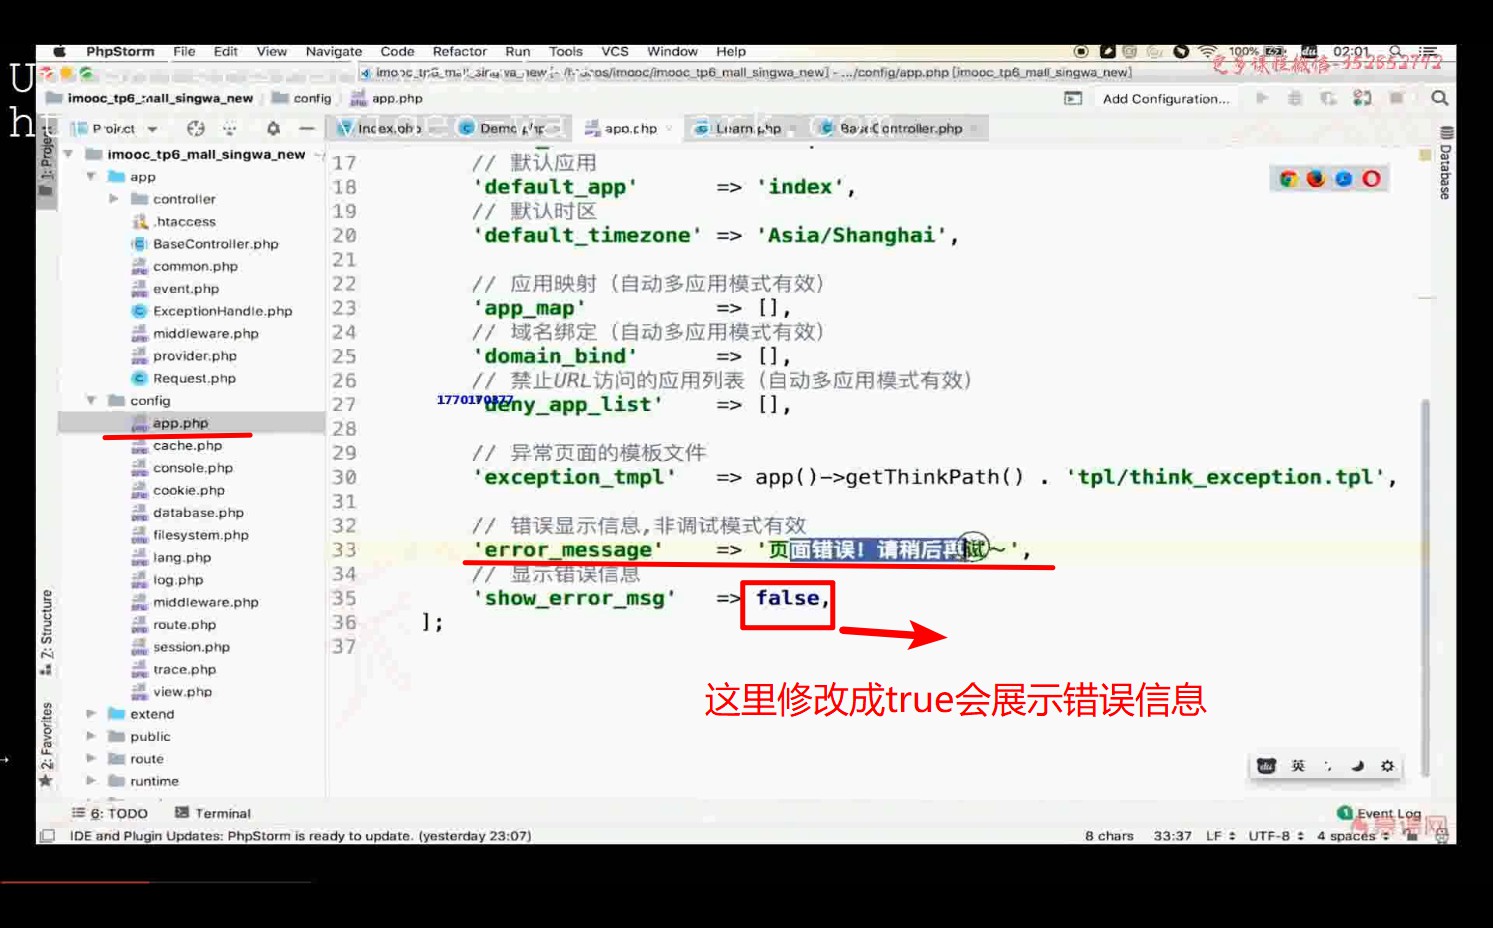 PhpStorm File Edit View Navigate Code Refactor Run Tools VCS Window Help 100% 02:01
/config/app.php [imooc_tp6_mall_singwa_new]
imooc_tp6_mall_singwa_new config app.php Add Configuration...
Project
Index.php Demo.php app.php Learn.php BaseController.php
1: Project
Database
imooc_tp6_mall_singwa_new
app
controller
.htaccess
BaseController.php
common.php
event.php
ExceptionHandle.php
middleware.php
provider.php
Request.php
config
app.php
cache.php
console.php
cookie.php
database.php
filesystem.php
lang.php
log.php
middleware.php
route.php
session.php
trace.php
view.php
extend
public
route
runtime
7: Structure
2: Favorites
17 // 默认应用
18 'default_app' => 'index',
19 // 默认时区
20 'default_timezone' => 'Asia/Shanghai',
21
22 // 应用映射（自动多应用模式有效）
23 'app_map' => [],
24 // 域名绑定（自动多应用模式有效）
25 'domain_bind' => [],
26 // 禁止URL访问的应用列表（自动多应用模式有效）
27 'deny_app_list' => [],
28
29 // 异常页面的模板文件
30 'exception_tmpl' => app()->getThinkPath() . 'tpl/think_exception.tpl',
31
32 // 错误显示信息,非调试模式有效
33 'error_message' => '页面错误！请稍后再试～',
34 // 显示错误信息
35 'show_error_msg' => false,
36 ];
37
这里修改成true会展示错误信息
英
6: TODO Terminal
1 Event Log
IDE and Plugin Updates: PhpStorm is ready to update. (yesterday 23:07)
8 chars 33:37 LF UTF-8 4 spaces